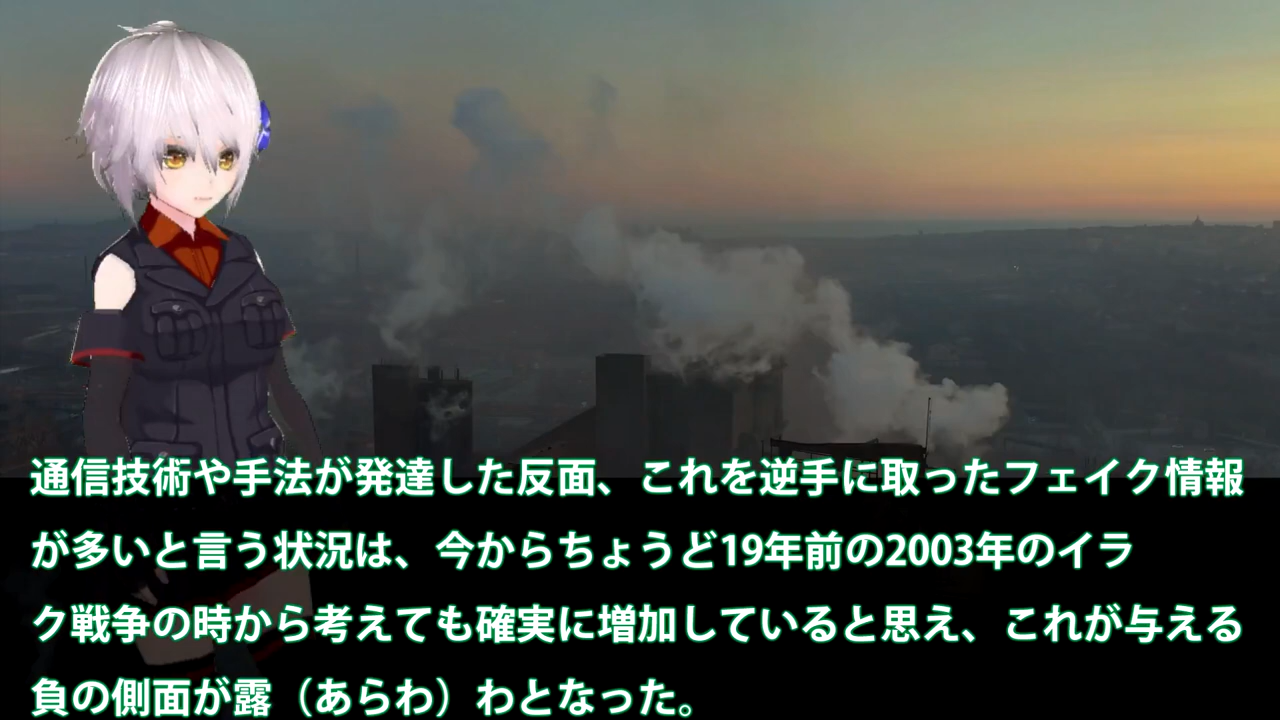 通信技術や手法が発達した反面、これを逆手に取ったフェイク情報
が多いと言う状況は、今からちょうど19年前の2003年のイラ
ク戦争の時から考えても確実に増加していると思え、これが与える
負の側面が露（あらわ）わとなった。